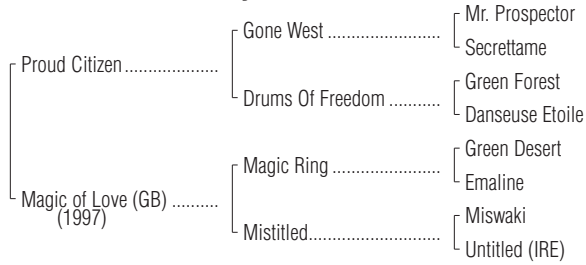 Mr. Prospector
Gone West .......................
Secrettame
Proud Citizen ....................
Green Forest
Drums Of Freedom ...........
Danseuse Etoile
Green Desert
Magic Ring .......................
Emaline
Magic of Love (GB) ..........
(1997)
Miswaki
Mistitled............................
Untitled (IRE)